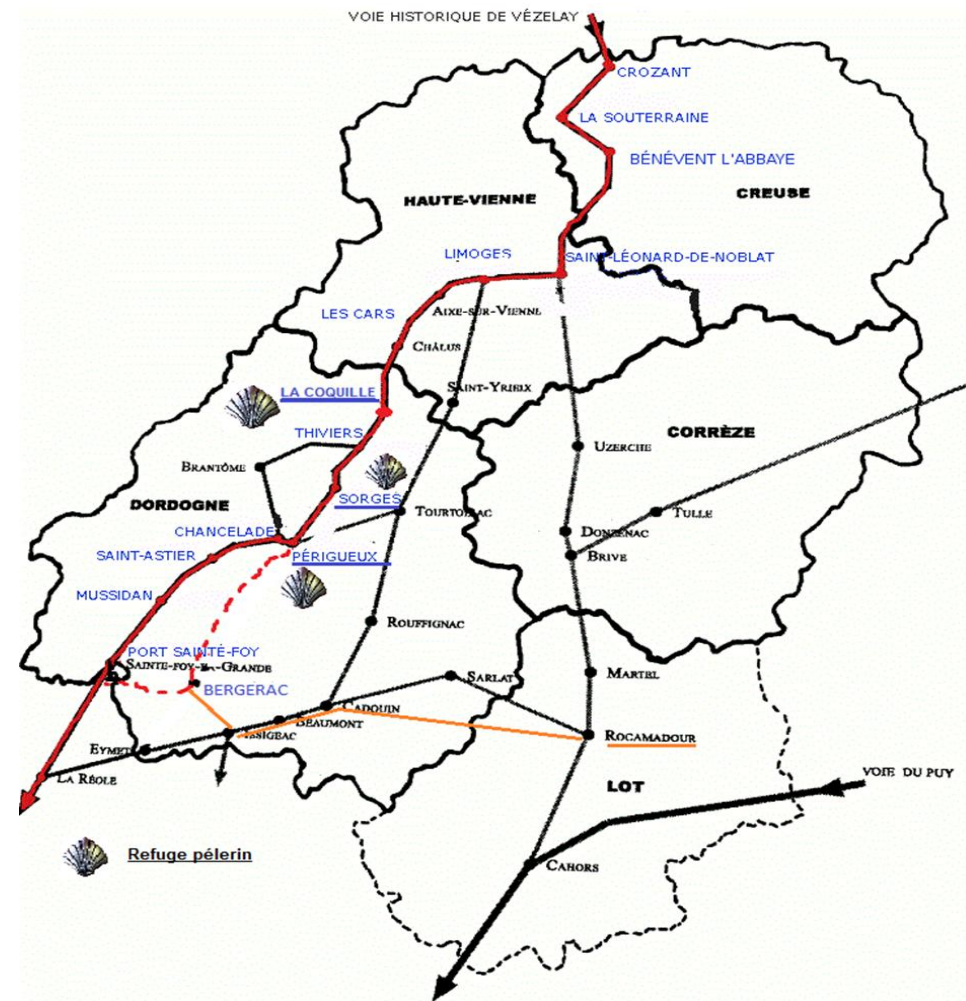 VOIE HISTORIQUE DE VÉZELAY
CROZANT
LA SOUTERRAINE
BÉNÉVENT L'ABBAYE
HAUTE-VIENNE
CREUSE
LIMOGES
SAINT-LÉONARD-DE-NOBLAT
LES CARS
AIXE-SUR-VIENNE
CHÂLUS
LA COQUILLE
SAINT-YRIEIX
THIVIERS
UZERCHE
CORRÈZE
BRANTÔME
DORDOGNE
SORGES
TOURTOIRAC
TULLE
CHANCELADE
DONZENAC
SAINT-ASTIER
PÉRIGUEUX
BRIVE
MUSSIDAN
ROUFFIGNAC
PORT SAINTE-FOY
SAINTE-FOY-LA-GRANDE
SARLAT
MARTEL
BERGERAC
CADOUIN
BEAUMONT
ROCAMADOUR
EYMET
LA RÉOLE
LOT
VOIE DU PUY
Refuge pélerin
CAHORS